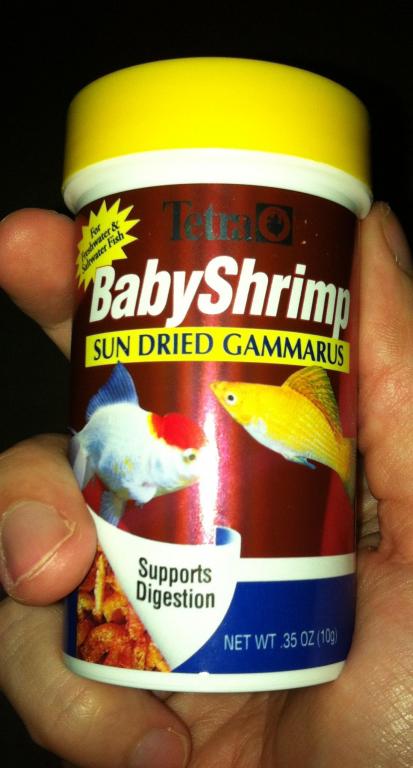 Tetra
For
Freshwater &
Saltwater Fish
BabyShrimp
SUN DRIED GAMMARUS
Supports
Digestion
NET WT .35 OZ (10g)